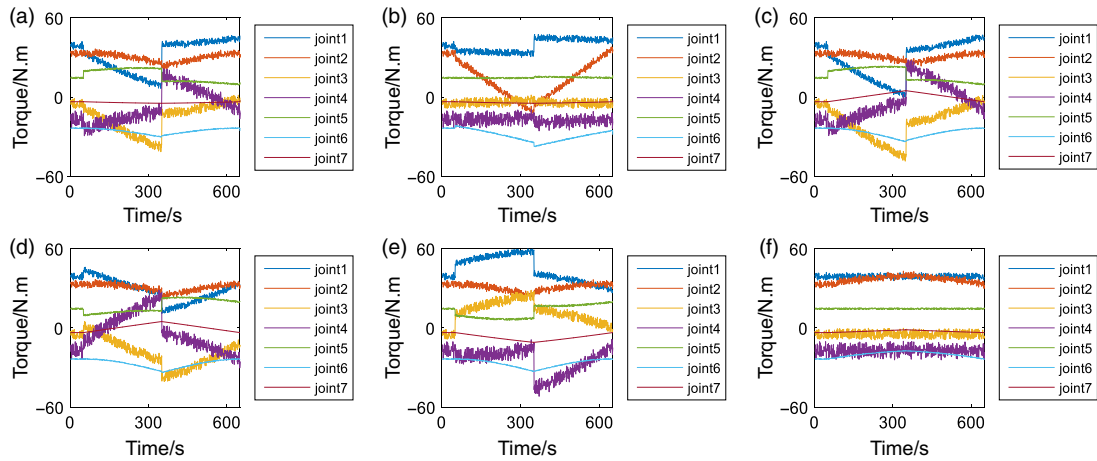 (a)
60
0
−60
Torque/N.m
0 300 600
Time/s
joint1
joint2
joint3
joint4
joint5
joint6
joint7
(b)
60
0
−60
Torque/N.m
0 300 600
Time/s
joint1
joint2
joint3
joint4
joint5
joint6
joint7
(c)
60
0
−60
Torque/N.m
0 300 600
Time/s
joint1
joint2
joint3
joint4
joint5
joint6
joint7
(d)
60
0
−60
Torque/N.m
0 300 600
Time/s
joint1
joint2
joint3
joint4
joint5
joint6
joint7
(e)
60
0
−60
Torque/N.m
0 300 600
Time/s
joint1
joint2
joint3
joint4
joint5
joint6
joint7
(f)
60
0
−60
Torque/N.m
0 300 600
Time/s
joint1
joint2
joint3
joint4
joint5
joint6
joint7